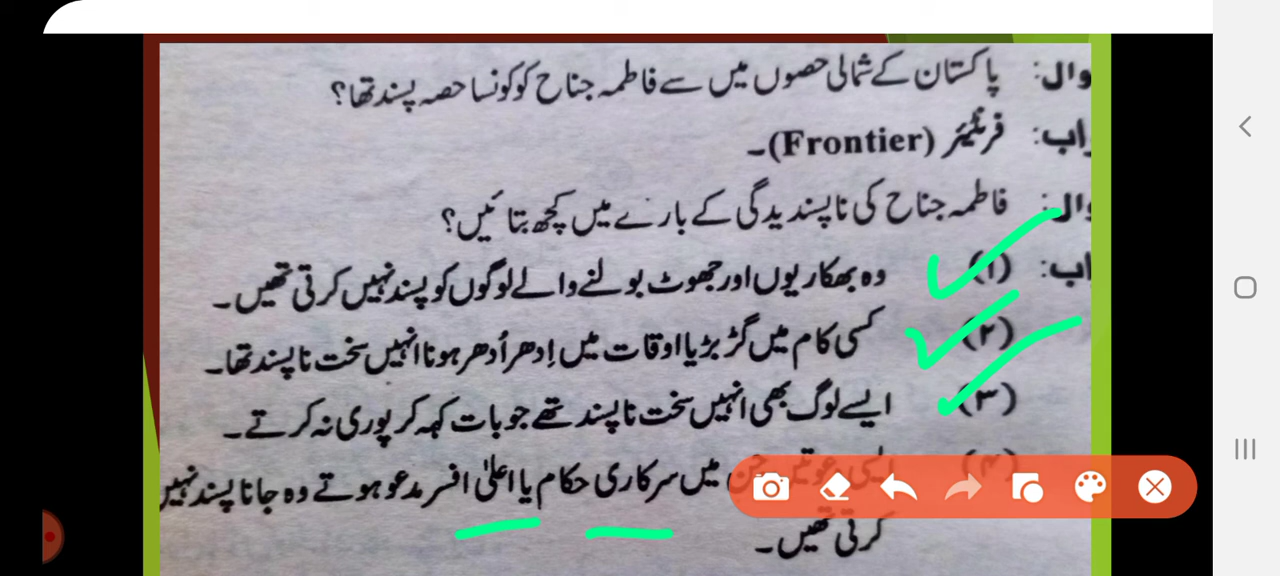 وال: پاکستان کے شمالی حصوں میں سے فاطمہ جناح کو کونسا حصہ پسند تھا؟
اب: فرنٹیئر (Frontier)۔
وال: فاطمہ جناح کی ناپسندیدگی کے بارے میں کچھ بتائیں؟
اب: (۱) وہ بھکاریوں اور جھوٹ بولنے والے لوگوں کو پسند نہیں کرتی تھیں۔
(۲) کسی کام میں گڑبڑ یا اوقات میں اِدھر اُدھر ہونا انہیں سخت ناپسند تھا۔
(۳) ایسے لوگ بھی انہیں سخت ناپسند تھے جو بات کہہ کر پوری نہ کرتے۔
(۴) ایسی دعوتیں جن میں سرکاری حکام یا اعلیٰ افسر مدعو ہوتے وہ جانا پسند نہیں
کرتی تھیں۔